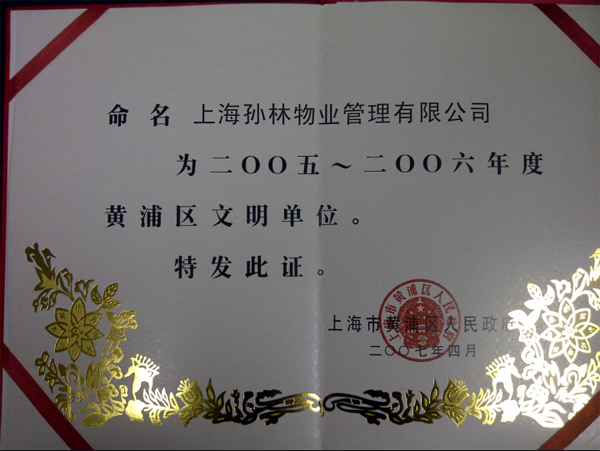 命名 上海孙林物业管理有限公司
为二〇〇五～二〇〇六年度
黄浦区文明单位。
特发此证。
上海市黄浦区人民政府
二〇〇七年四月